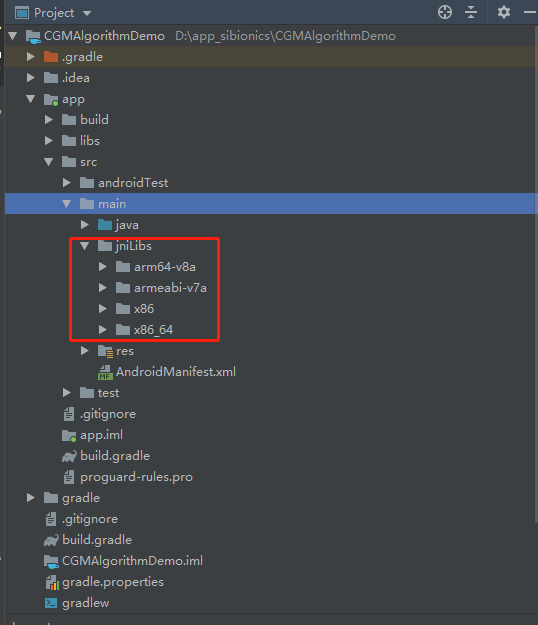 Project
CGMAlgorithmDemo D:\app_sibionics\CGMAlgorithmDemo
.gradle
.idea
app
build
libs
src
androidTest
main
java
jniLibs
arm64-v8a
armeabi-v7a
x86
x86_64
res
AndroidManifest.xml
test
.gitignore
app.iml
build.gradle
proguard-rules.pro
gradle
.gitignore
build.gradle
CGMAlgorithmDemo.iml
gradle.properties
gradlew